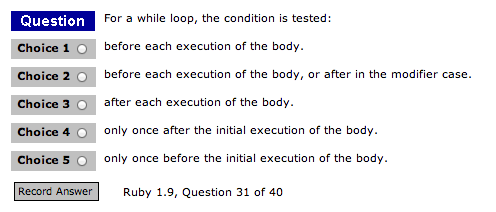 Question For a while loop, the condition is tested:
Choice 1 before each execution of the body.
Choice 2 before each execution of the body, or after in the modifier case.
Choice 3 after each execution of the body.
Choice 4 only once after the initial execution of the body.
Choice 5 only once before the initial execution of the body.
Record Answer Ruby 1.9, Question 31 of 40